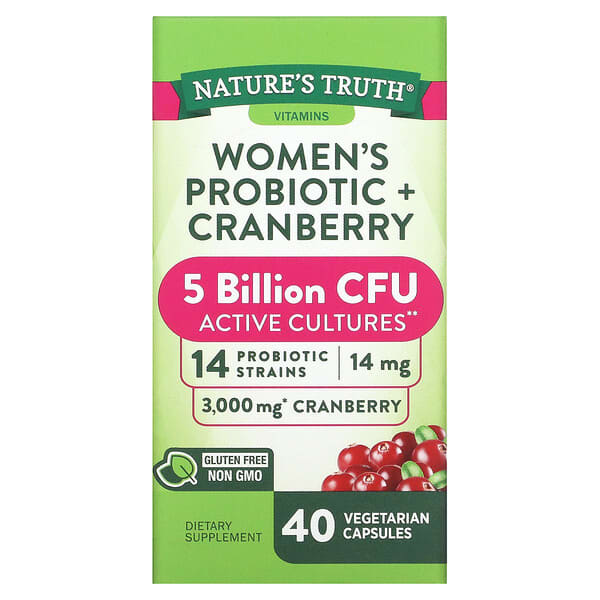 NATURE'S TRUTH®
VITAMINS
WOMEN'S
PROBIOTIC +
CRANBERRY
5 Billion CFU
ACTIVE CULTURES**
14 PROBIOTIC STRAINS | 14 mg
3,000 mg* CRANBERRY
GLUTEN FREE
NON GMO
DIETARY
SUPPLEMENT
40 VEGETARIAN
CAPSULES